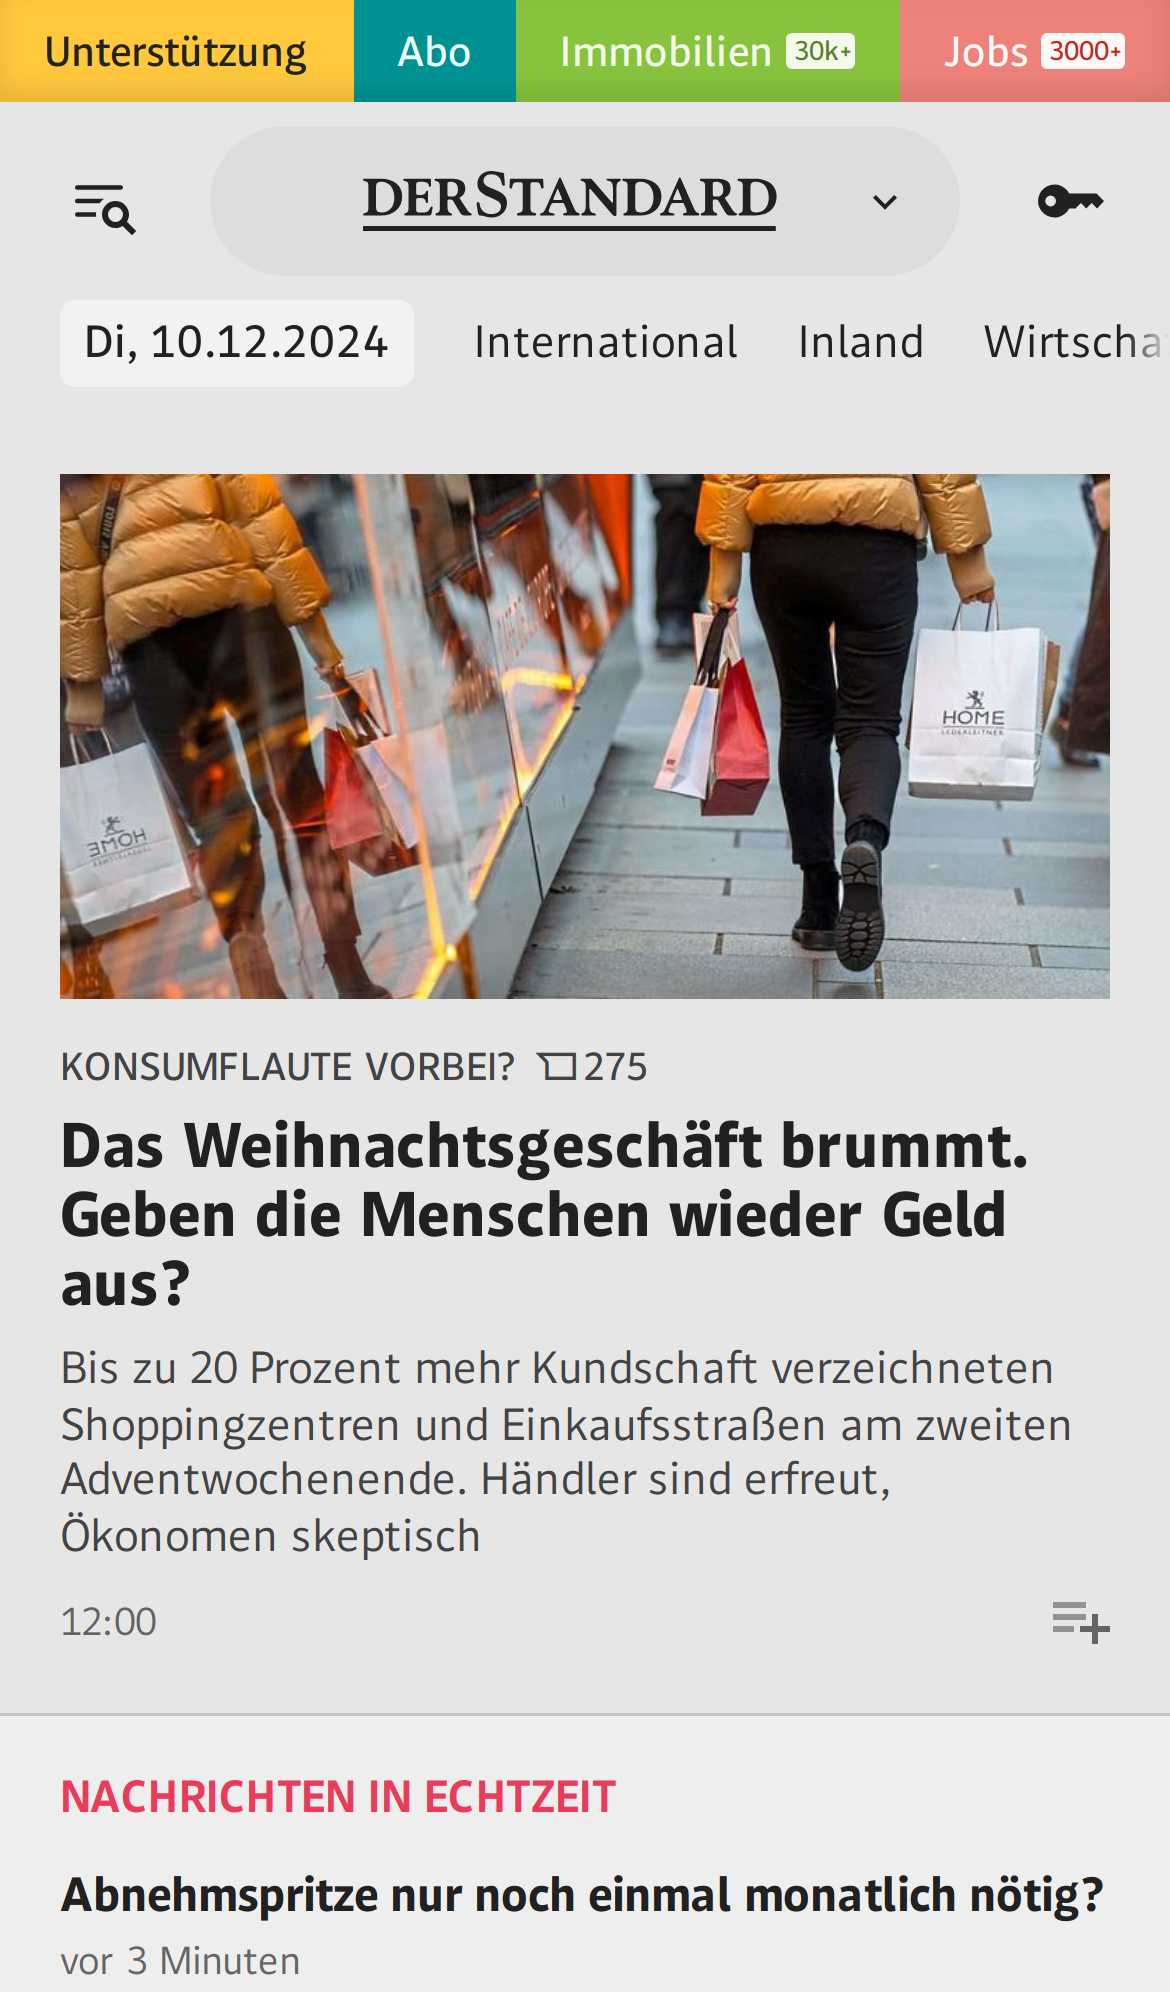 Unterstützung
Abo
Immobilien 30k+
Jobs 3000+
DERSTANDARD
Di, 10.12.2024
International
Inland
Wirtscha
HOME
LEDERLEITNER
HOME
KONSUMFLAUTE VORBEI? 275
Das Weihnachtsgeschäft brummt.
Geben die Menschen wieder Geld
aus?
Bis zu 20 Prozent mehr Kundschaft verzeichneten
Shoppingzentren und Einkaufsstraßen am zweiten
Adventwochenende. Händler sind erfreut,
Ökonomen skeptisch
12:00
NACHRICHTEN IN ECHTZEIT
Abnehmspritze nur noch einmal monatlich nötig?
vor 3 Minuten